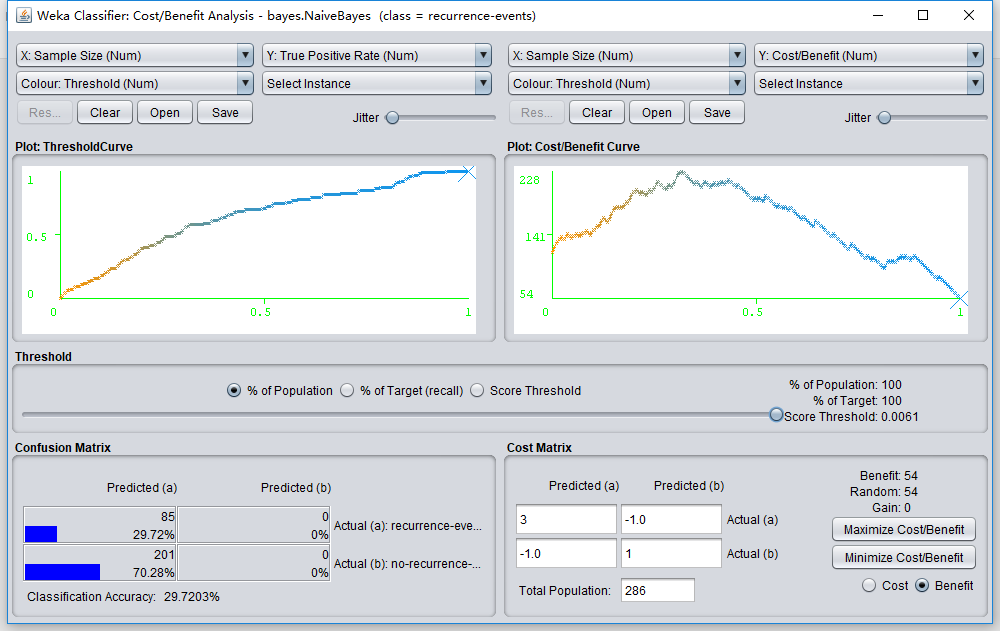 Weka Classifier: Cost/Benefit Analysis - bayes.NaiveBayes (class = recurrence-events)
X: Sample Size (Num) Y: True Positive Rate (Num) X: Sample Size (Num) Y: Cost/Benefit (Num)
Colour: Threshold (Num) Select Instance Colour: Threshold (Num) Select Instance
Res... Clear Open Save Jitter Res... Clear Open Save Jitter
Plot: ThresholdCurve
1
0.5
0
0 0.5 1
Plot: Cost/Benefit Curve
228
141
54
0 0.5 1
Threshold
% of Population % of Target (recall) Score Threshold
% of Population: 100
% of Target: 100
Score Threshold: 0.0061
Confusion Matrix
Predicted (a) Predicted (b)
85 0
29.72% 0%
Actual (a): recurrence-eve...
201 0
70.28% 0%
Actual (b): no-recurrence-...
Classification Accuracy: 29.7203%
Cost Matrix
Predicted (a) Predicted (b)
3 -1.0 Actual (a)
-1.0 1 Actual (b)
Total Population: 286
Benefit: 54
Random: 54
Gain: 0
Maximize Cost/Benefit
Minimize Cost/Benefit
Cost Benefit